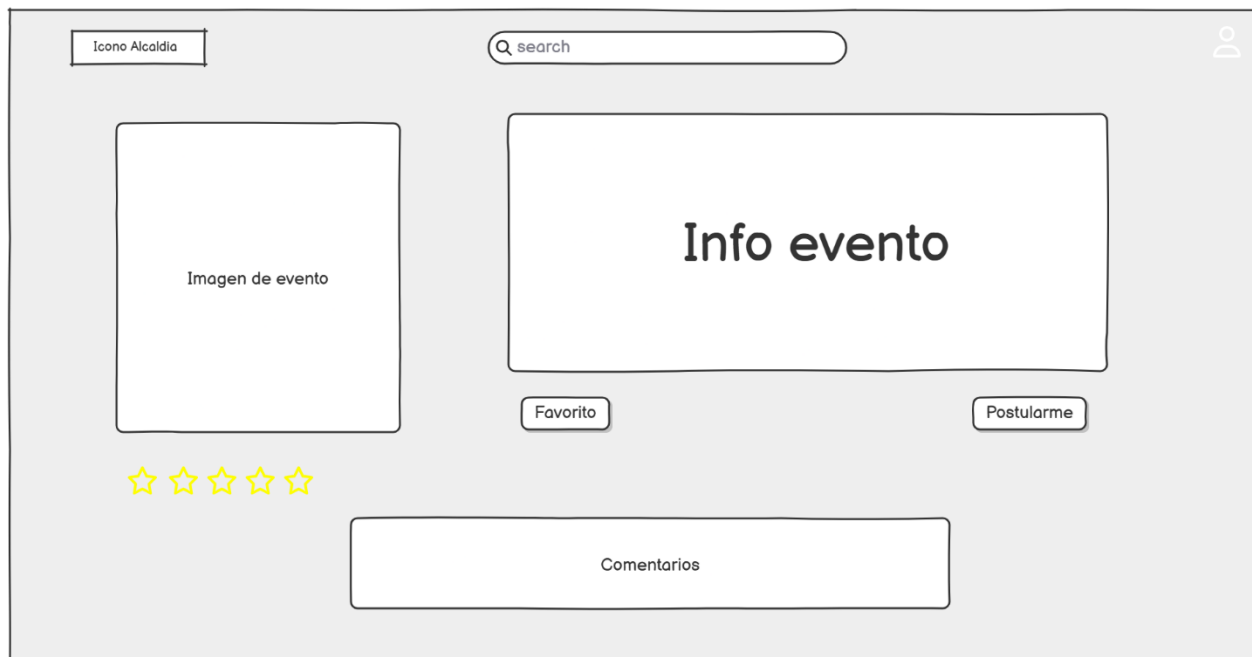 Icono Alcaldia
search
Imagen de evento
Info evento
Favorito
Postularme
Comentarios